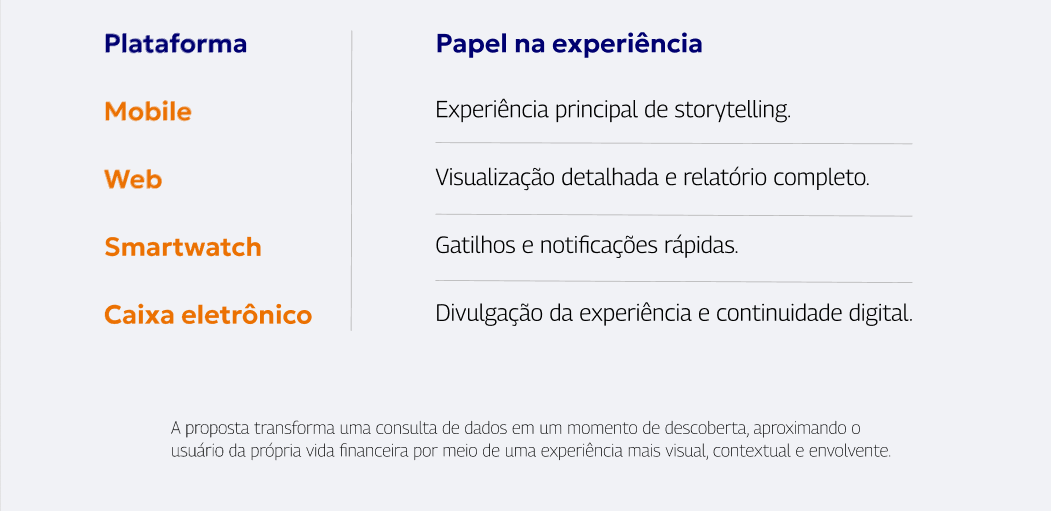 Plataforma
Papel na experiência
Mobile
Experiência principal de storytelling.
Web
Visualização detalhada e relatório completo.
Smartwatch
Gatilhos e notificações rápidas.
Caixa eletrônico
Divulgação da experiência e continuidade digital.
A proposta transforma uma consulta de dados em um momento de descoberta, aproximando o
usuário da própria vida financeira por meio de uma experiência mais visual, contextual e envolvente.